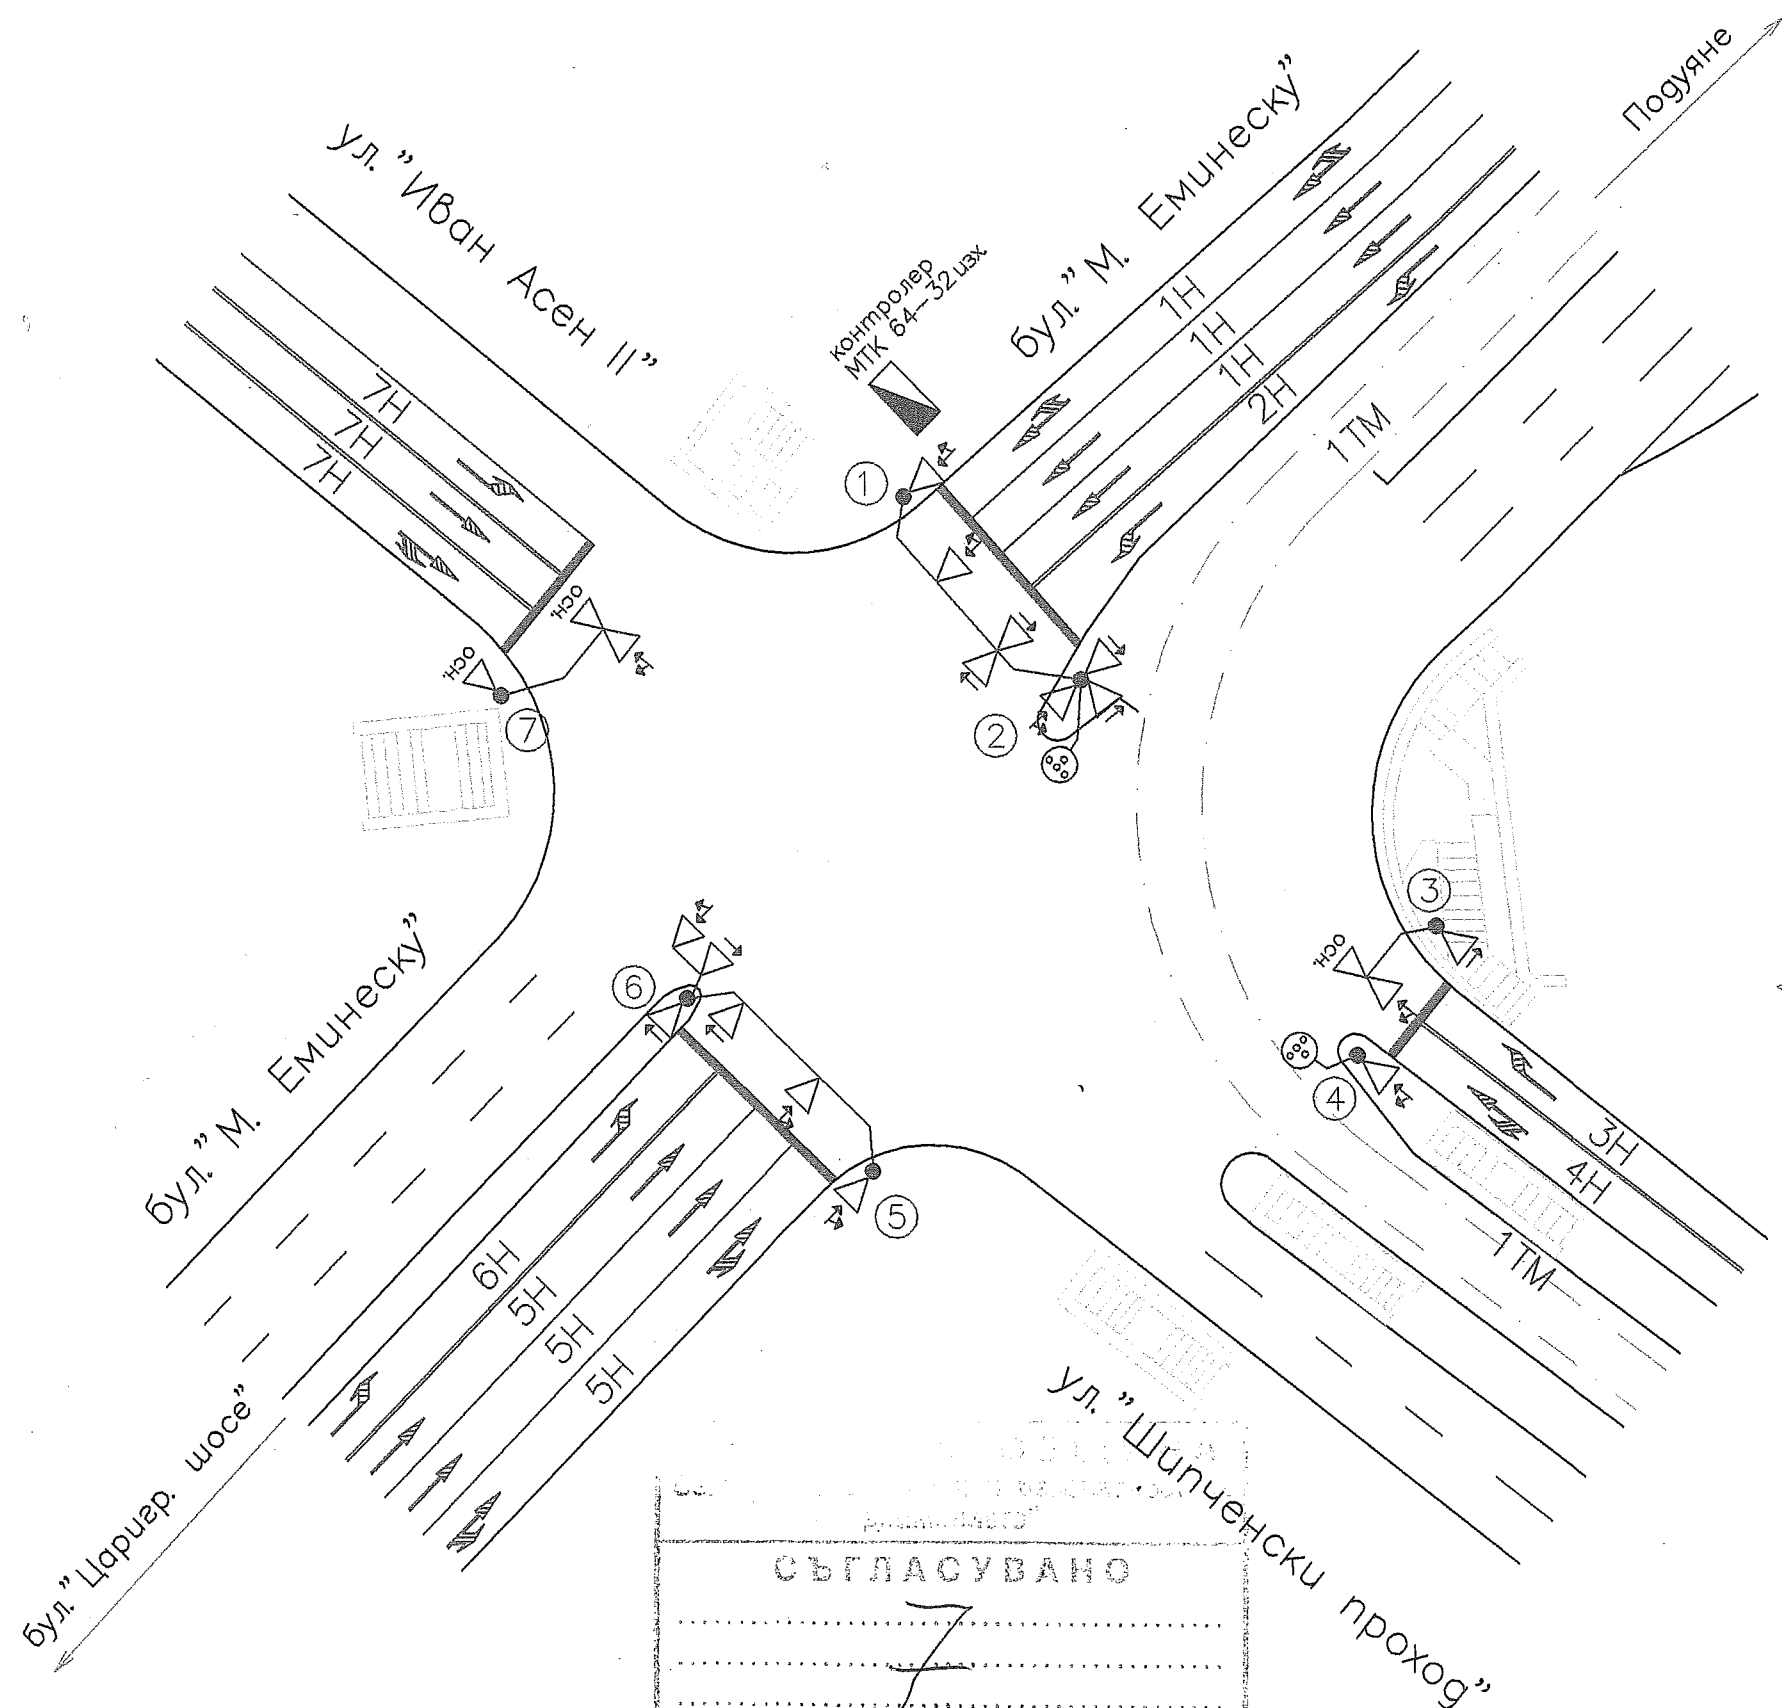 ул. "Иван Асен II"
бул." М. Еминеску"
Подуяне
контролер
МТК 64-32изх.
1Н
1Н
1Н
2Н
1ТМ
7Н
7Н
7Н
1
2
осн.
осн.
7
3
осн.
6
4
5
3Н
4Н
1ТМ
бул." М. Еминеску"
6Н
5Н
5Н
5Н
бул." Цариgр. шосе"
ул. "Шипченски проход"
СЪГЛАСУВАНО